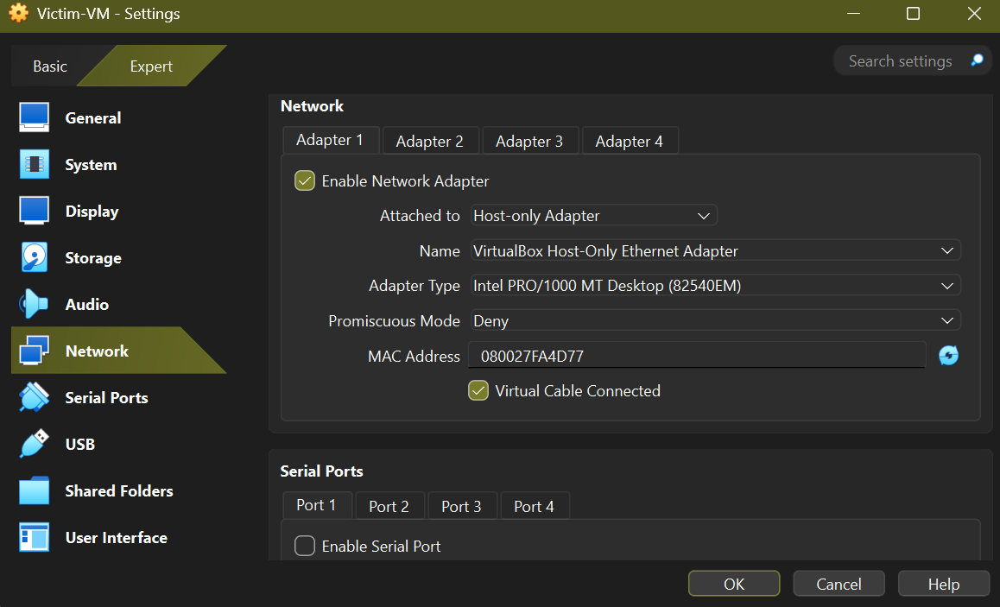 Victim-VM - Settings
Basic
Expert
Search settings
General
System
Display
Storage
Audio
Network
Serial Ports
USB
Shared Folders
User Interface
Network
Adapter 1 Adapter 2 Adapter 3 Adapter 4
Enable Network Adapter
Attached to Host-only Adapter
Name VirtualBox Host-Only Ethernet Adapter
Adapter Type Intel PRO/1000 MT Desktop (82540EM)
Promiscuous Mode Deny
MAC Address 080027FA4D77
Virtual Cable Connected
Serial Ports
Port 1 Port 2 Port 3 Port 4
Enable Serial Port
OK Cancel Help